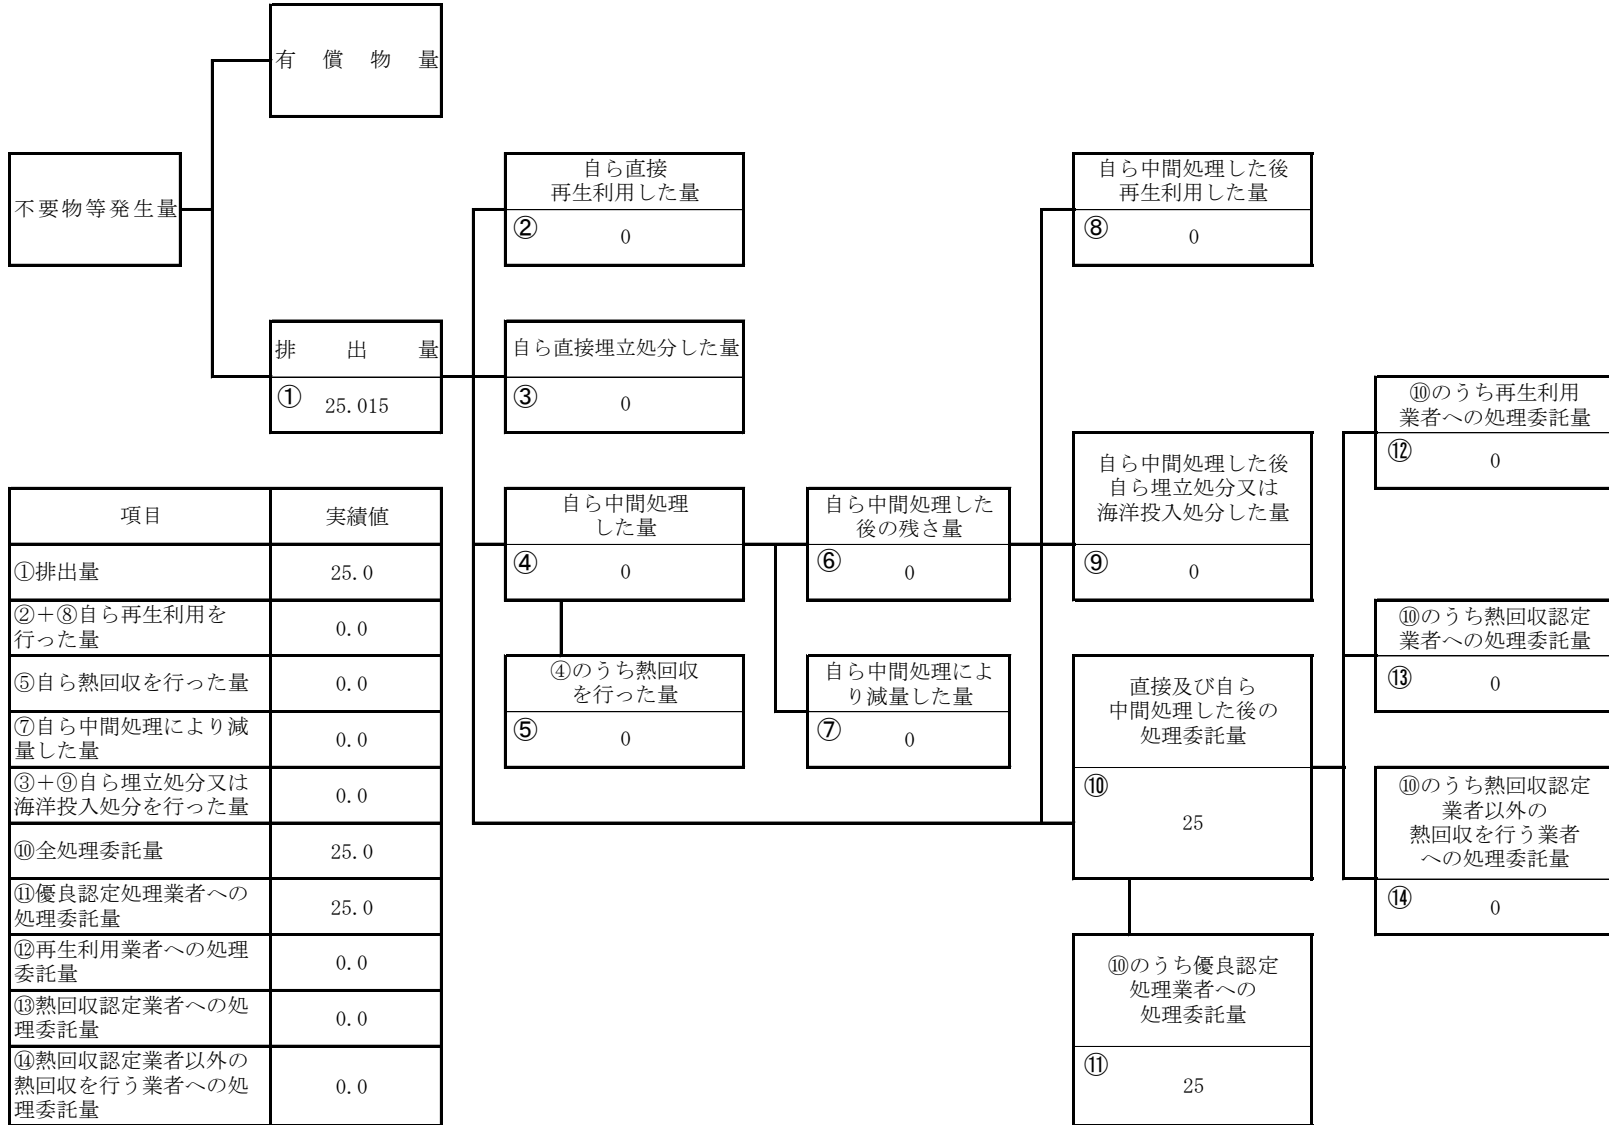 有償物量
不要物等発生量
排出量
① 25.015
自ら直接
再生利用した量
② 0
自ら直接埋立処分した量
③ 0
自ら中間処理
した量
④ 0
④のうち熱回収
を行った量
⑤ 0
自ら中間処理した
後の残さ量
⑥ 0
自ら中間処理によ
り減量した量
⑦ 0
自ら中間処理した後
再生利用した量
⑧ 0
自ら中間処理した後
自ら埋立処分又は
海洋投入処分した量
⑨ 0
直接及び自ら
中間処理した後の
処理委託量
⑩
25
⑩のうち優良認定
処理業者への
処理委託量
⑪
25
⑩のうち再生利用
業者への処理委託量
⑫ 0
⑩のうち熱回収認定
業者への処理委託量
⑬ 0
⑩のうち熱回収認定
業者以外の
熱回収を行う業者
への処理委託量
⑭ 0
項目 実績値
①排出量 25.0
②＋⑧自ら再生利用を
行った量 0.0
⑤自ら熱回収を行った量 0.0
⑦自ら中間処理により減
量した量 0.0
③＋⑨自ら埋立処分又は
海洋投入処分を行った量 0.0
⑩全処理委託量 25.0
⑪優良認定処理業者への
処理委託量 25.0
⑫再生利用業者への処理
委託量 0.0
⑬熱回収認定業者への処
理委託量 0.0
⑭熱回収認定業者以外の
熱回収を行う業者への処
理委託量 0.0